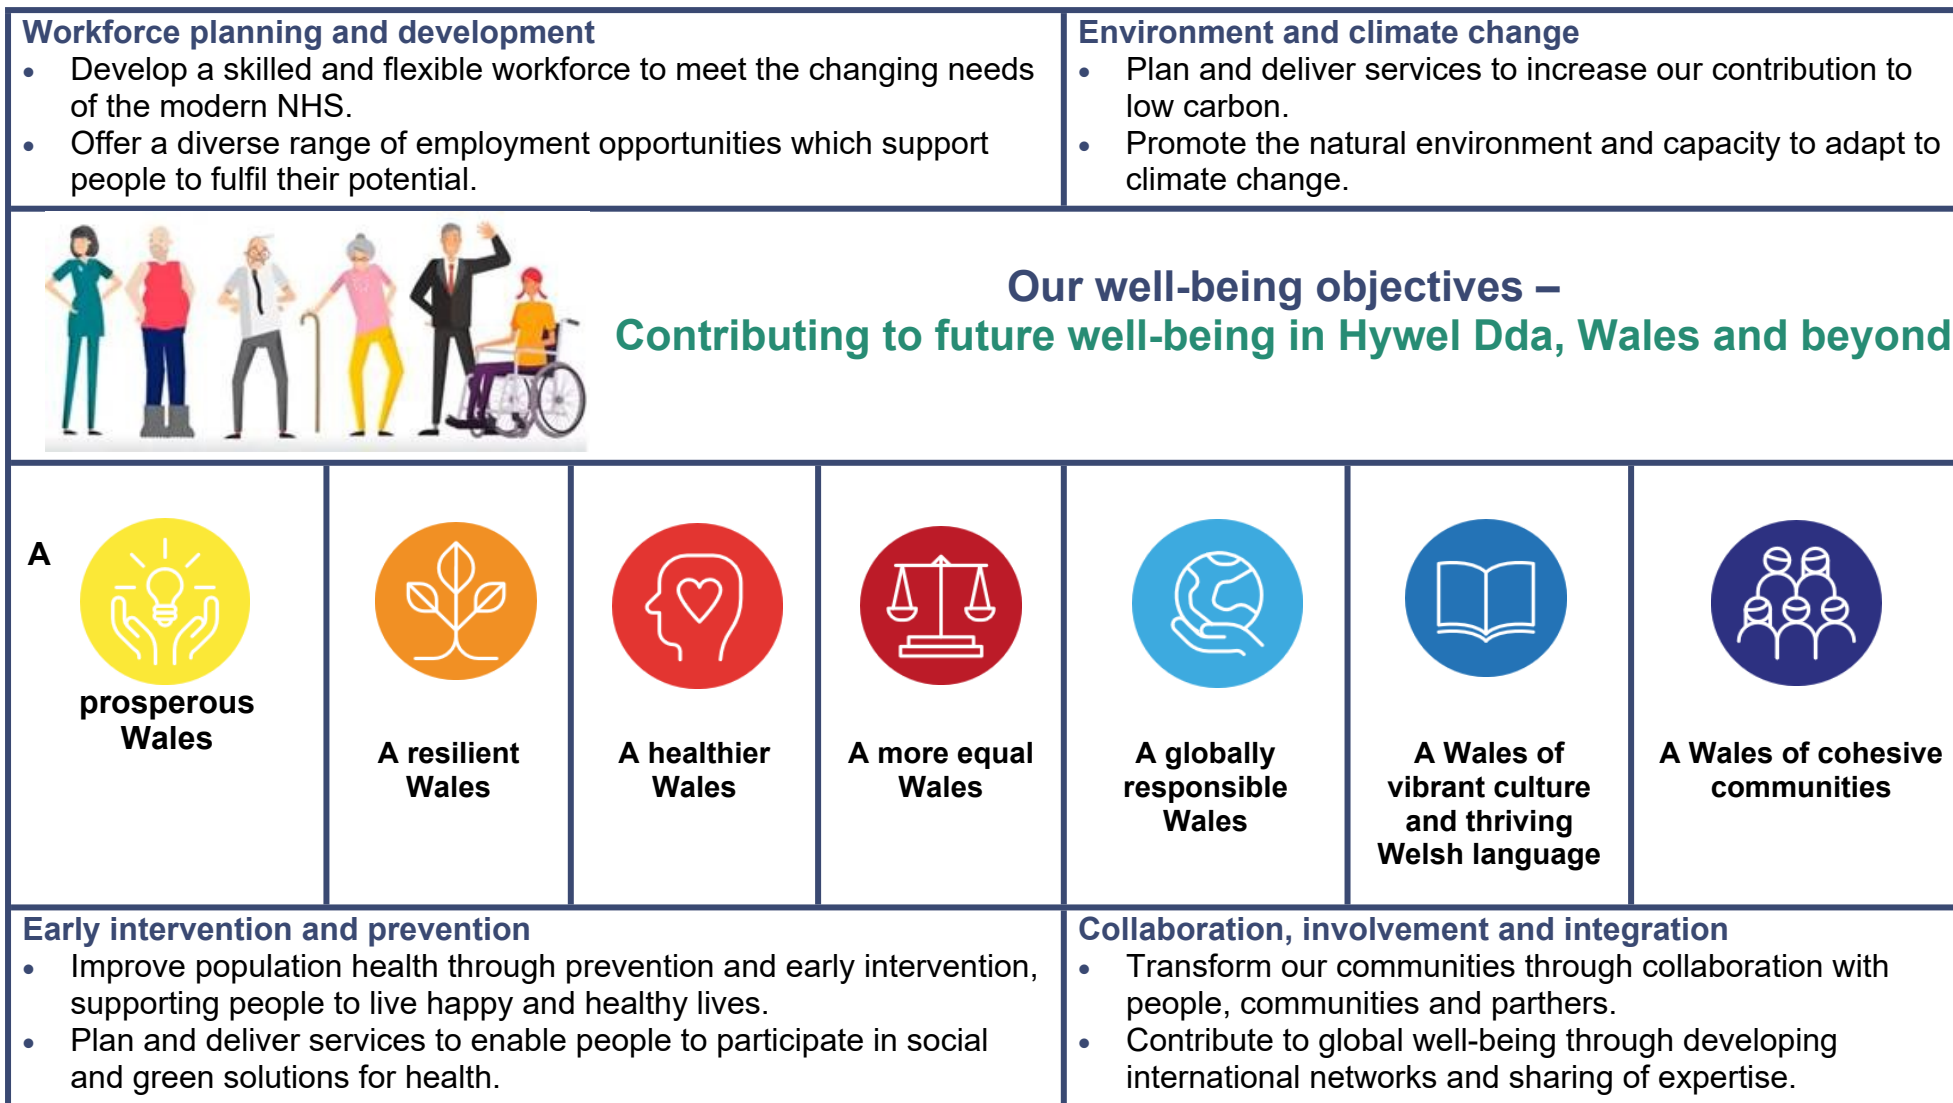 Workforce planning and development
• Develop a skilled and flexible workforce to meet the changing needs
of the modern NHS.
• Offer a diverse range of employment opportunities which support
people to fulfil their potential.
Environment and climate change
• Plan and deliver services to increase our contribution to
low carbon.
• Promote the natural environment and capacity to adapt to
climate change.
Our well-being objectives –
Contributing to future well-being in Hywel Dda, Wales and beyond
A
prosperous
Wales
A resilient
Wales
A healthier
Wales
A more equal
Wales
A globally
responsible
Wales
A Wales of
vibrant culture
and thriving
Welsh language
A Wales of cohesive
communities
Early intervention and prevention
• Improve population health through prevention and early intervention,
supporting people to live happy and healthy lives.
• Plan and deliver services to enable people to participate in social
and green solutions for health.
Collaboration, involvement and integration
• Transform our communities through collaboration with
people, communities and parthers.
• Contribute to global well-being through developing
international networks and sharing of expertise.